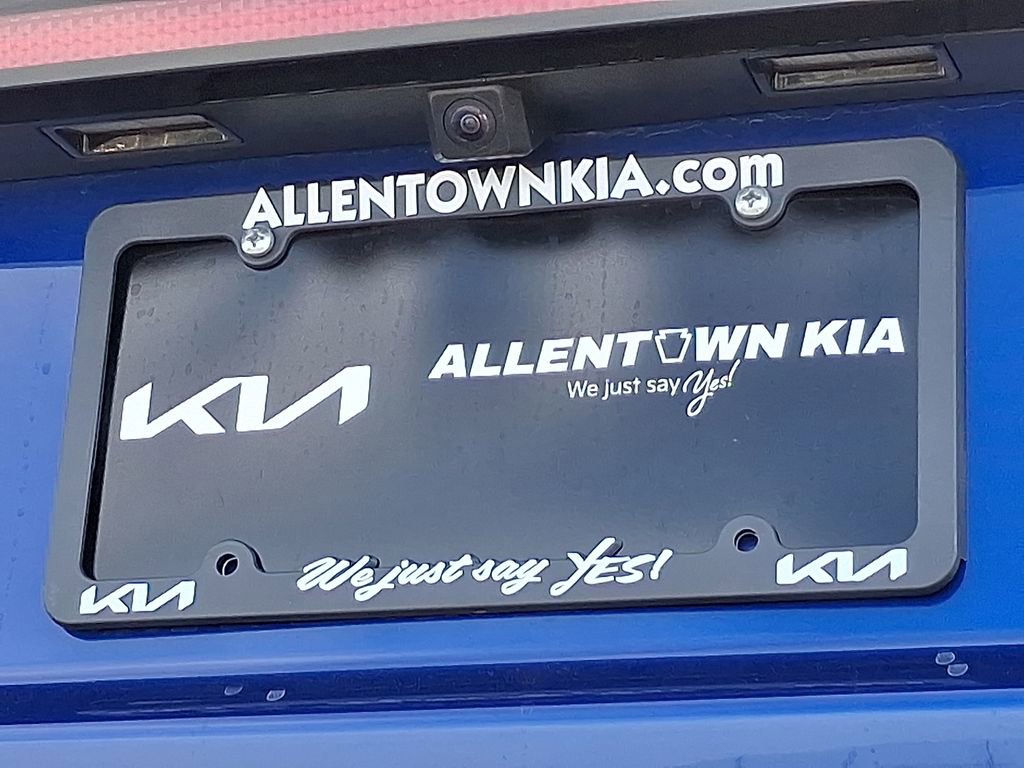 ALLENTOWNKIA.com
KIA
ALLENTOWN KIA
We just say Yes!
KIA
We just say YES!
KIA